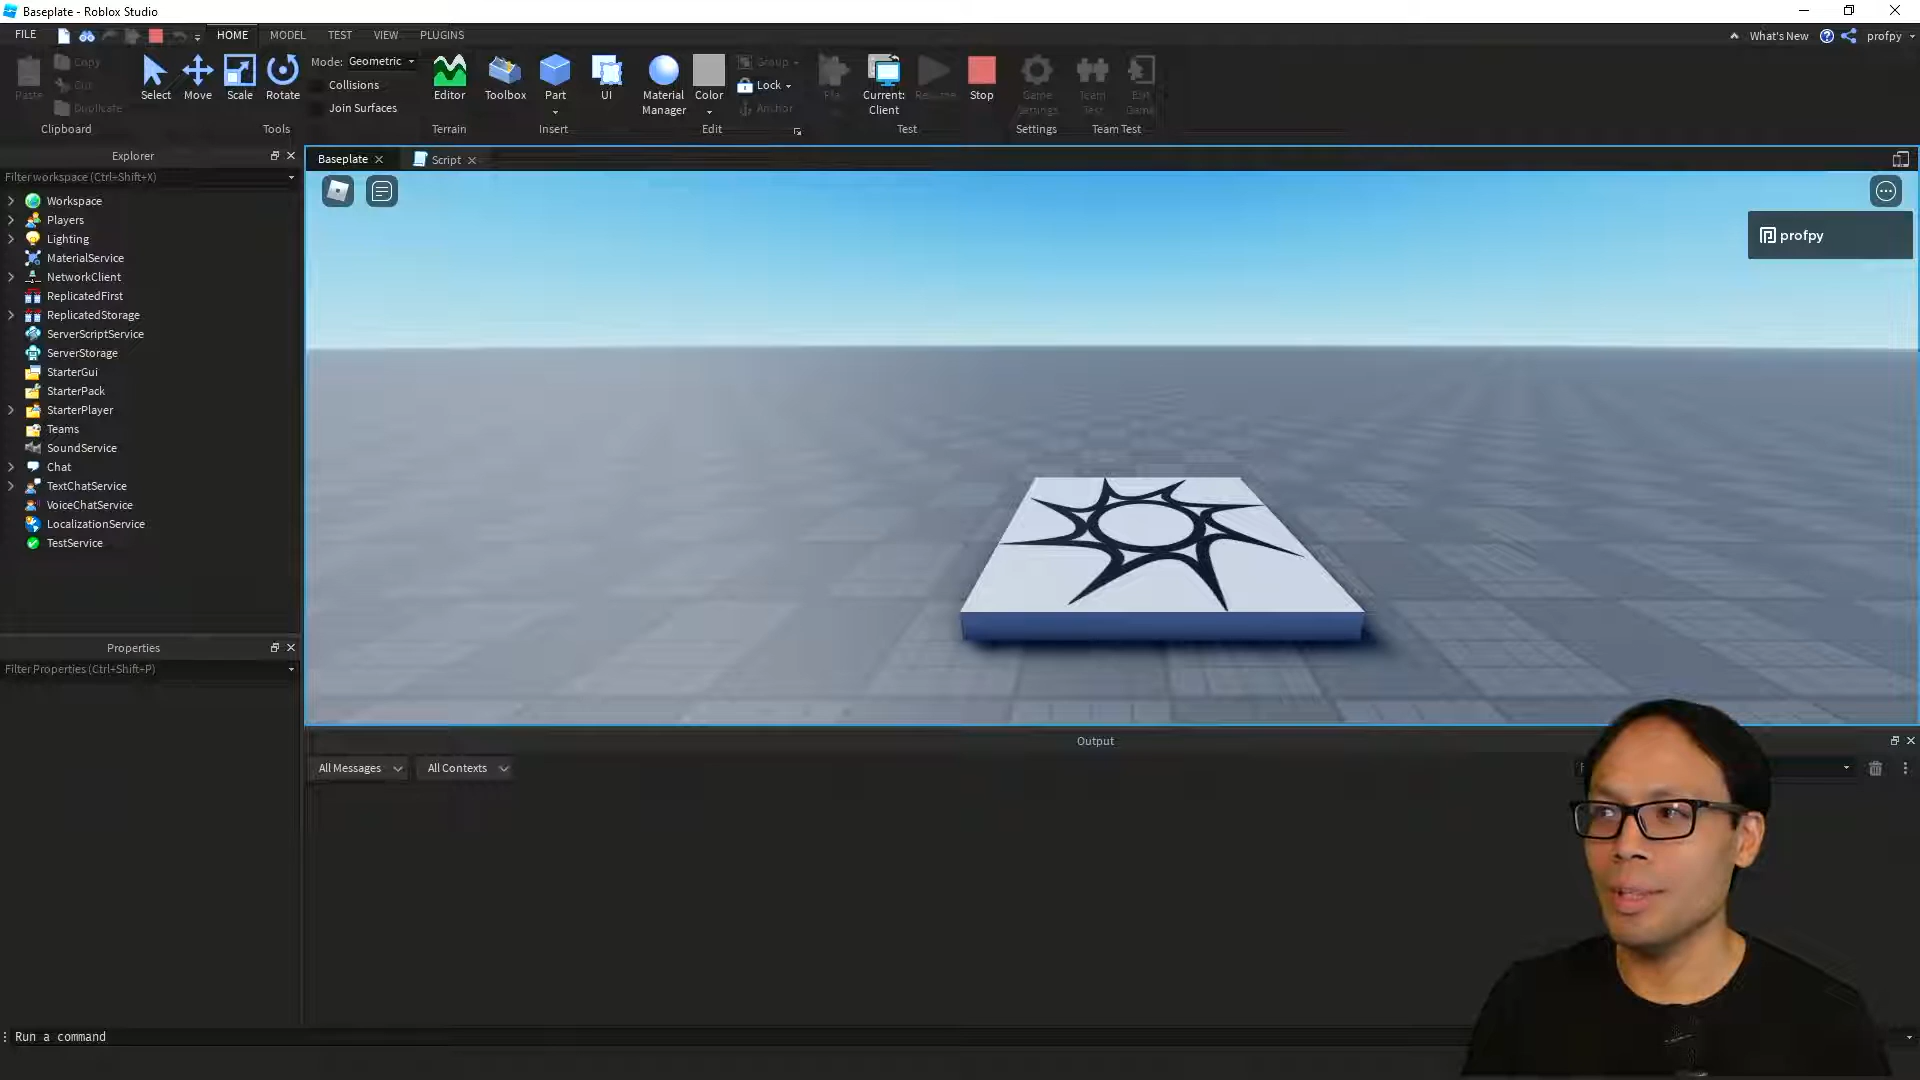 Baseplate - Roblox Studio
FILE HOME MODEL TEST VIEW PLUGINS What's New profpy
Paste Copy Cut Duplicate
Clipboard
Select Move Scale Rotate
Mode: Geometric
Collisions
Join Surfaces
Tools
Editor
Terrain
Toolbox Part UI
Insert
Material Manager Color
Group
Lock
Anchor
Edit
Current: Client
Resume Stop
Test
Game Settings
Settings
Team Test Exit Game
Team Test
Explorer
Filter workspace (Ctrl+Shift+X)
Workspace
Players
Lighting
MaterialService
NetworkClient
ReplicatedFirst
ReplicatedStorage
ServerScriptService
ServerStorage
StarterGui
StarterPack
StarterPlayer
Teams
SoundService
Chat
TextChatService
VoiceChatService
LocalizationService
TestService
Properties
Filter Properties (Ctrl+Shift+P)
Baseplate Script
profpy
Output
All Messages All Contexts
Run a command